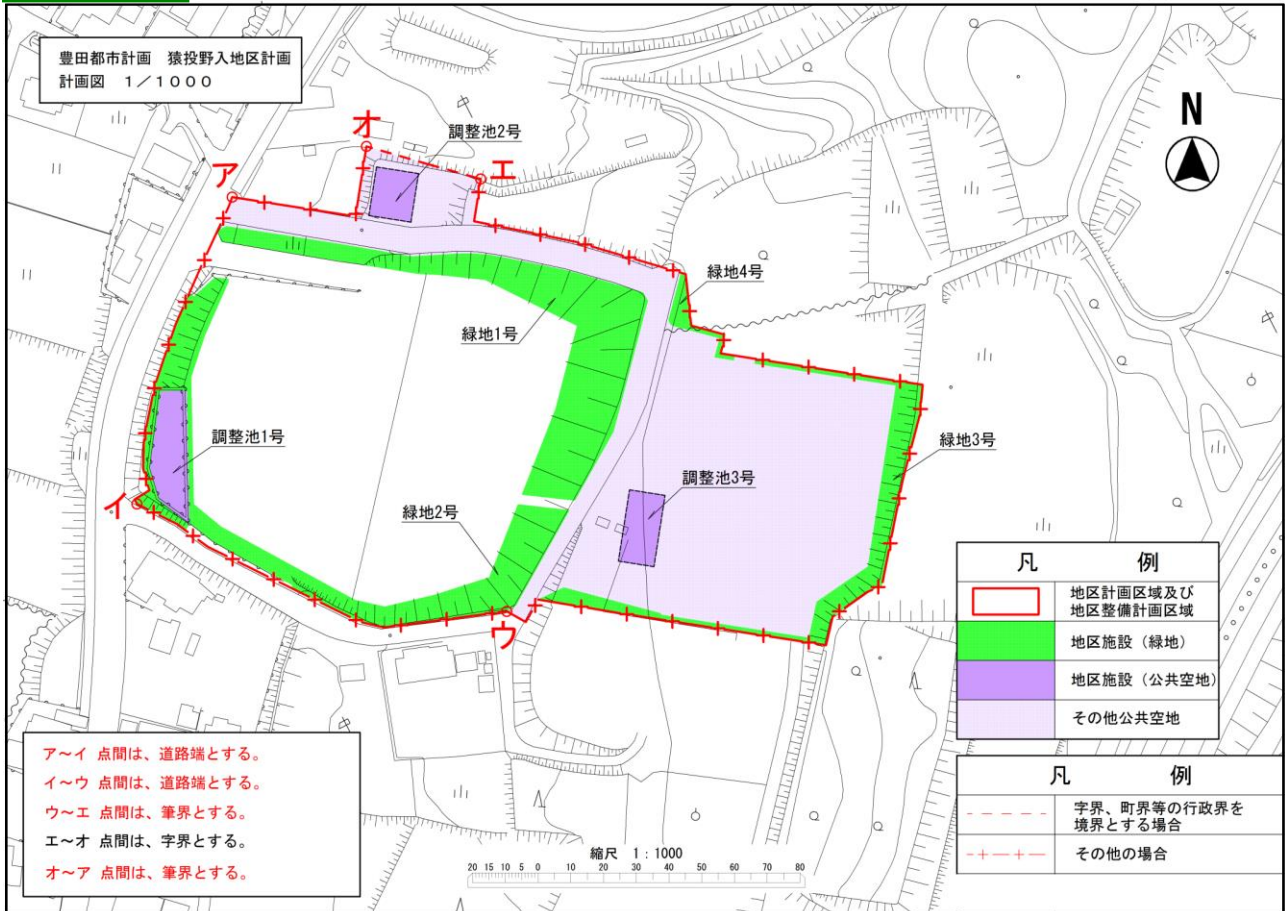 豊田都市計画 猿投野入地区計画
計画図 1/1000
N
オ
調整池2号
エ
ア
緑地4号
緑地1号
緑地3号
調整池1号
調整池3号
イ
緑地2号
ウ
凡 例
地区計画区域及び
地区整備計画区域
地区施設(緑地)
地区施設(公共空地)
その他公共空地
ア~イ 点間は、道路端とする。
イ~ウ 点間は、道路端とする。
ウ~エ 点間は、筆界とする。
エ~オ 点間は、字界とする。
オ~ア 点間は、筆界とする。
凡 例
字界、町界等の行政界を
境界とする場合
その他の場合
縮尺 1:1000
20 15 10 5 0 10 20 30 40 50 60 70 80